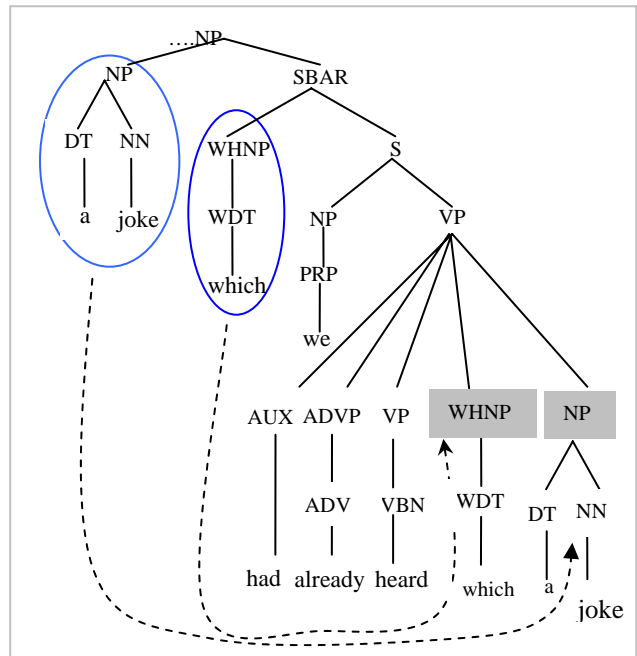 ....NP
NP SBAR
DT NN WHNP S
a joke WDT NP VP
which PRP
we
AUX ADVP VP WHNP NP
ADV VBN WDT DT NN
had already heard which a joke